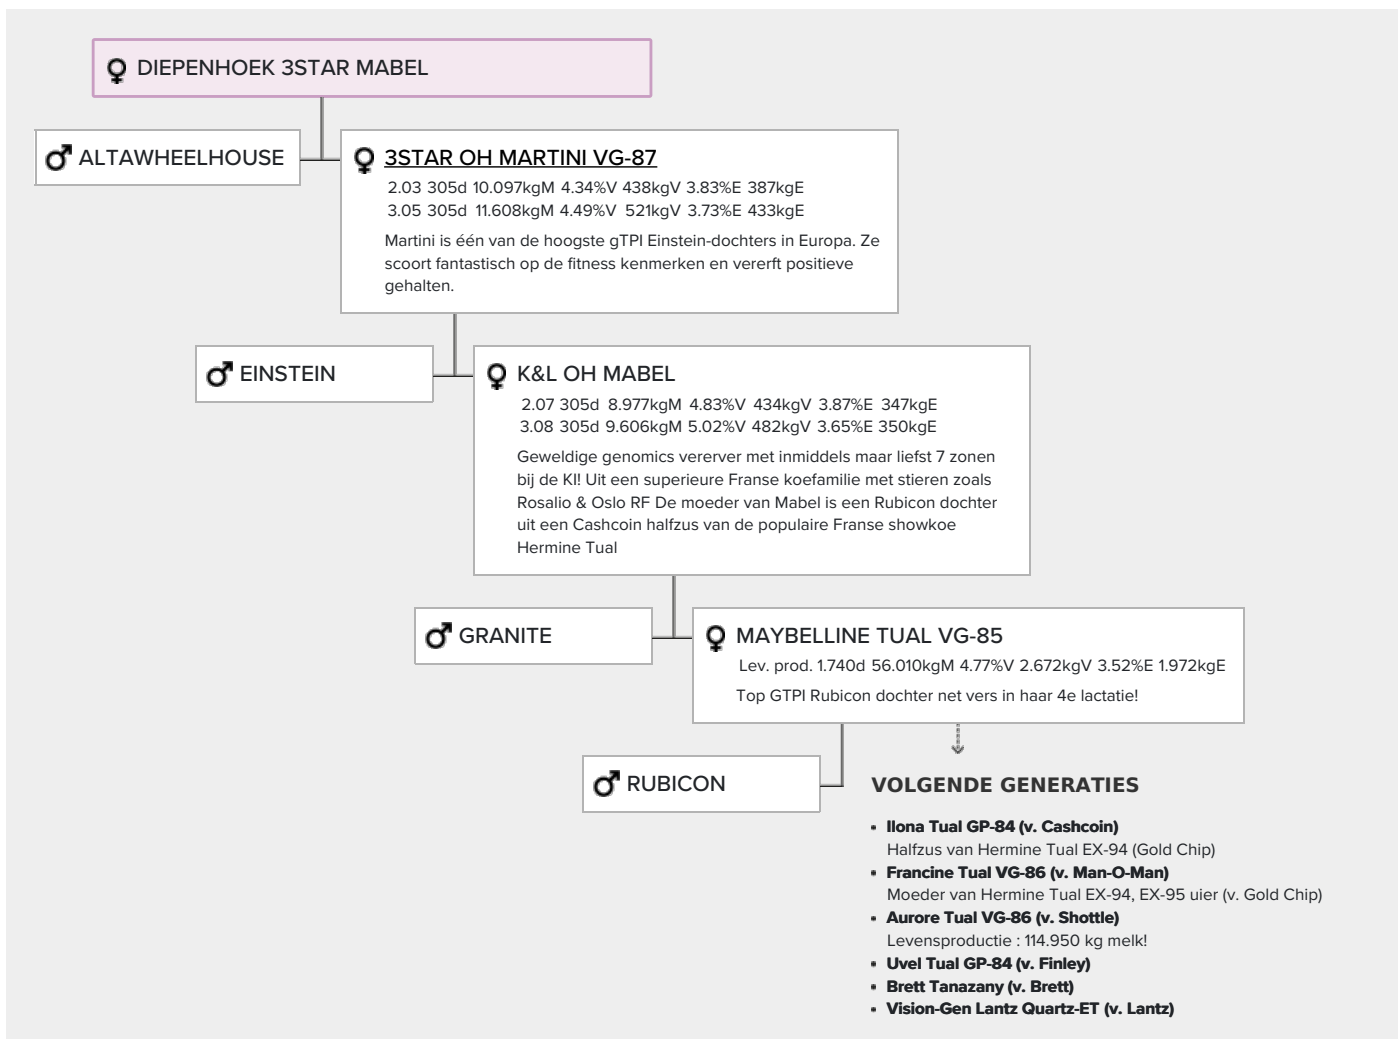 DIEPENHOEK 3STAR MABEL
ALTAWHEELHOUSE
3STAR OH MARTINI VG-87
2.03 305d 10.097kgM 4.34%V 438kgV 3.83%E 387kgE
3.05 305d 11.608kgM 4.49%V 521kgV 3.73%E 433kgE
Martini is één van de hoogste gTPI Einstein-dochters in Europa. Ze
scoort fantastisch op de fitness kenmerken en vererft positieve
gehalten.
EINSTEIN
K&L OH MABEL
2.07 305d 8.977kgM 4.83%V 434kgV 3.87%E 347kgE
3.08 305d 9.606kgM 5.02%V 482kgV 3.65%E 350kgE
Geweldige genomics vererver met inmiddels maar liefst 7 zonen
bij de KI! Uit een superieure Franse koefamilie met stieren zoals
Rosalio & Oslo RF De moeder van Mabel is een Rubicon dochter
uit een Cashcoin halfzus van de populaire Franse showkoe
Hermine Tual
GRANITE
MAYBELLINE TUAL VG-85
Lev. prod. 1.740d 56.010kgM 4.77%V 2.672kgV 3.52%E 1.972kgE
Top GTPI Rubicon dochter net vers in haar 4e lactatie!
RUBICON
VOLGENDE GENERATIES
• Ilona Tual GP-84 (v. Cashcoin)
Halfzus van Hermine Tual EX-94 (Gold Chip)
• Francine Tual VG-86 (v. Man-O-Man)
Moeder van Hermine Tual EX-94, EX-95 uier (v. Gold Chip)
• Aurore Tual VG-86 (v. Shottle)
Levensproductie : 114.950 kg melk!
• Uvel Tual GP-84 (v. Finley)
• Brett Tanazany (v. Brett)
• Vision-Gen Lantz Quartz-ET (v. Lantz)